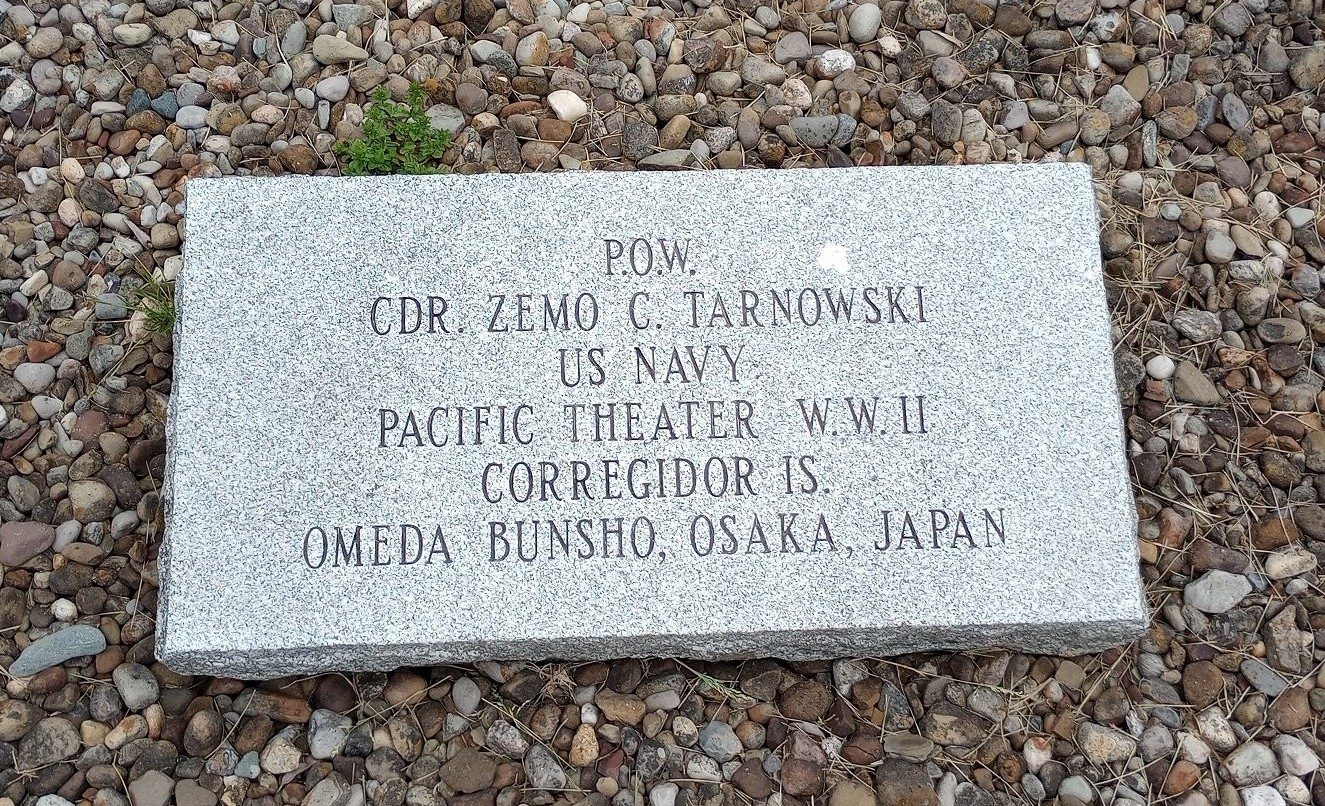 P.O.W.
CDR. ZEMO C. TARNOWSKI
US NAVY
PACIFIC THEATER W.W. II
CORREGIDOR IS.
OMEDA BUNSHO, OSAKA, JAPAN